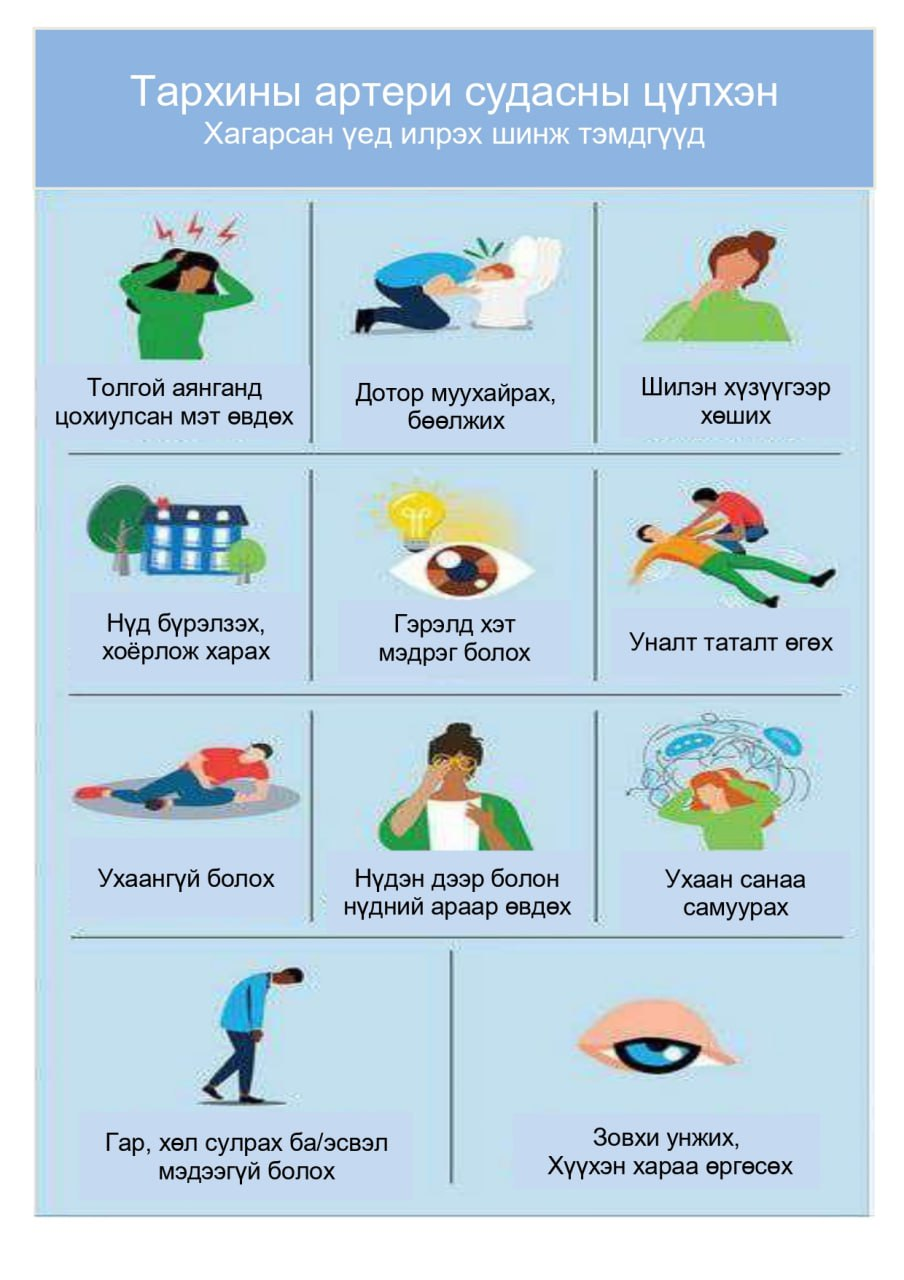 Тархины артери судасны цүлхэн
Хагарсан үед илрэх шинж тэмдгүүд
Толгой аянганд
цохиулсан мэт өвдөх
Дотор муухайрах,
бөөлжих
Шилэн хүзүүгээр
хөших
Нүд бүрэлзэх,
хоёрлож харах
Гэрэлд хэт
мэдрэг болох
Уналт таталт өгөх
Ухаангүй болох
Нүдэн дээр болон
нүдний араар өвдөх
Ухаан санаа
самуурах
Гар, хөл сулрах ба/эсвэл
мэдээгүй болох
Зовхи унжих,
Хүүхэн хараа өргөсөх